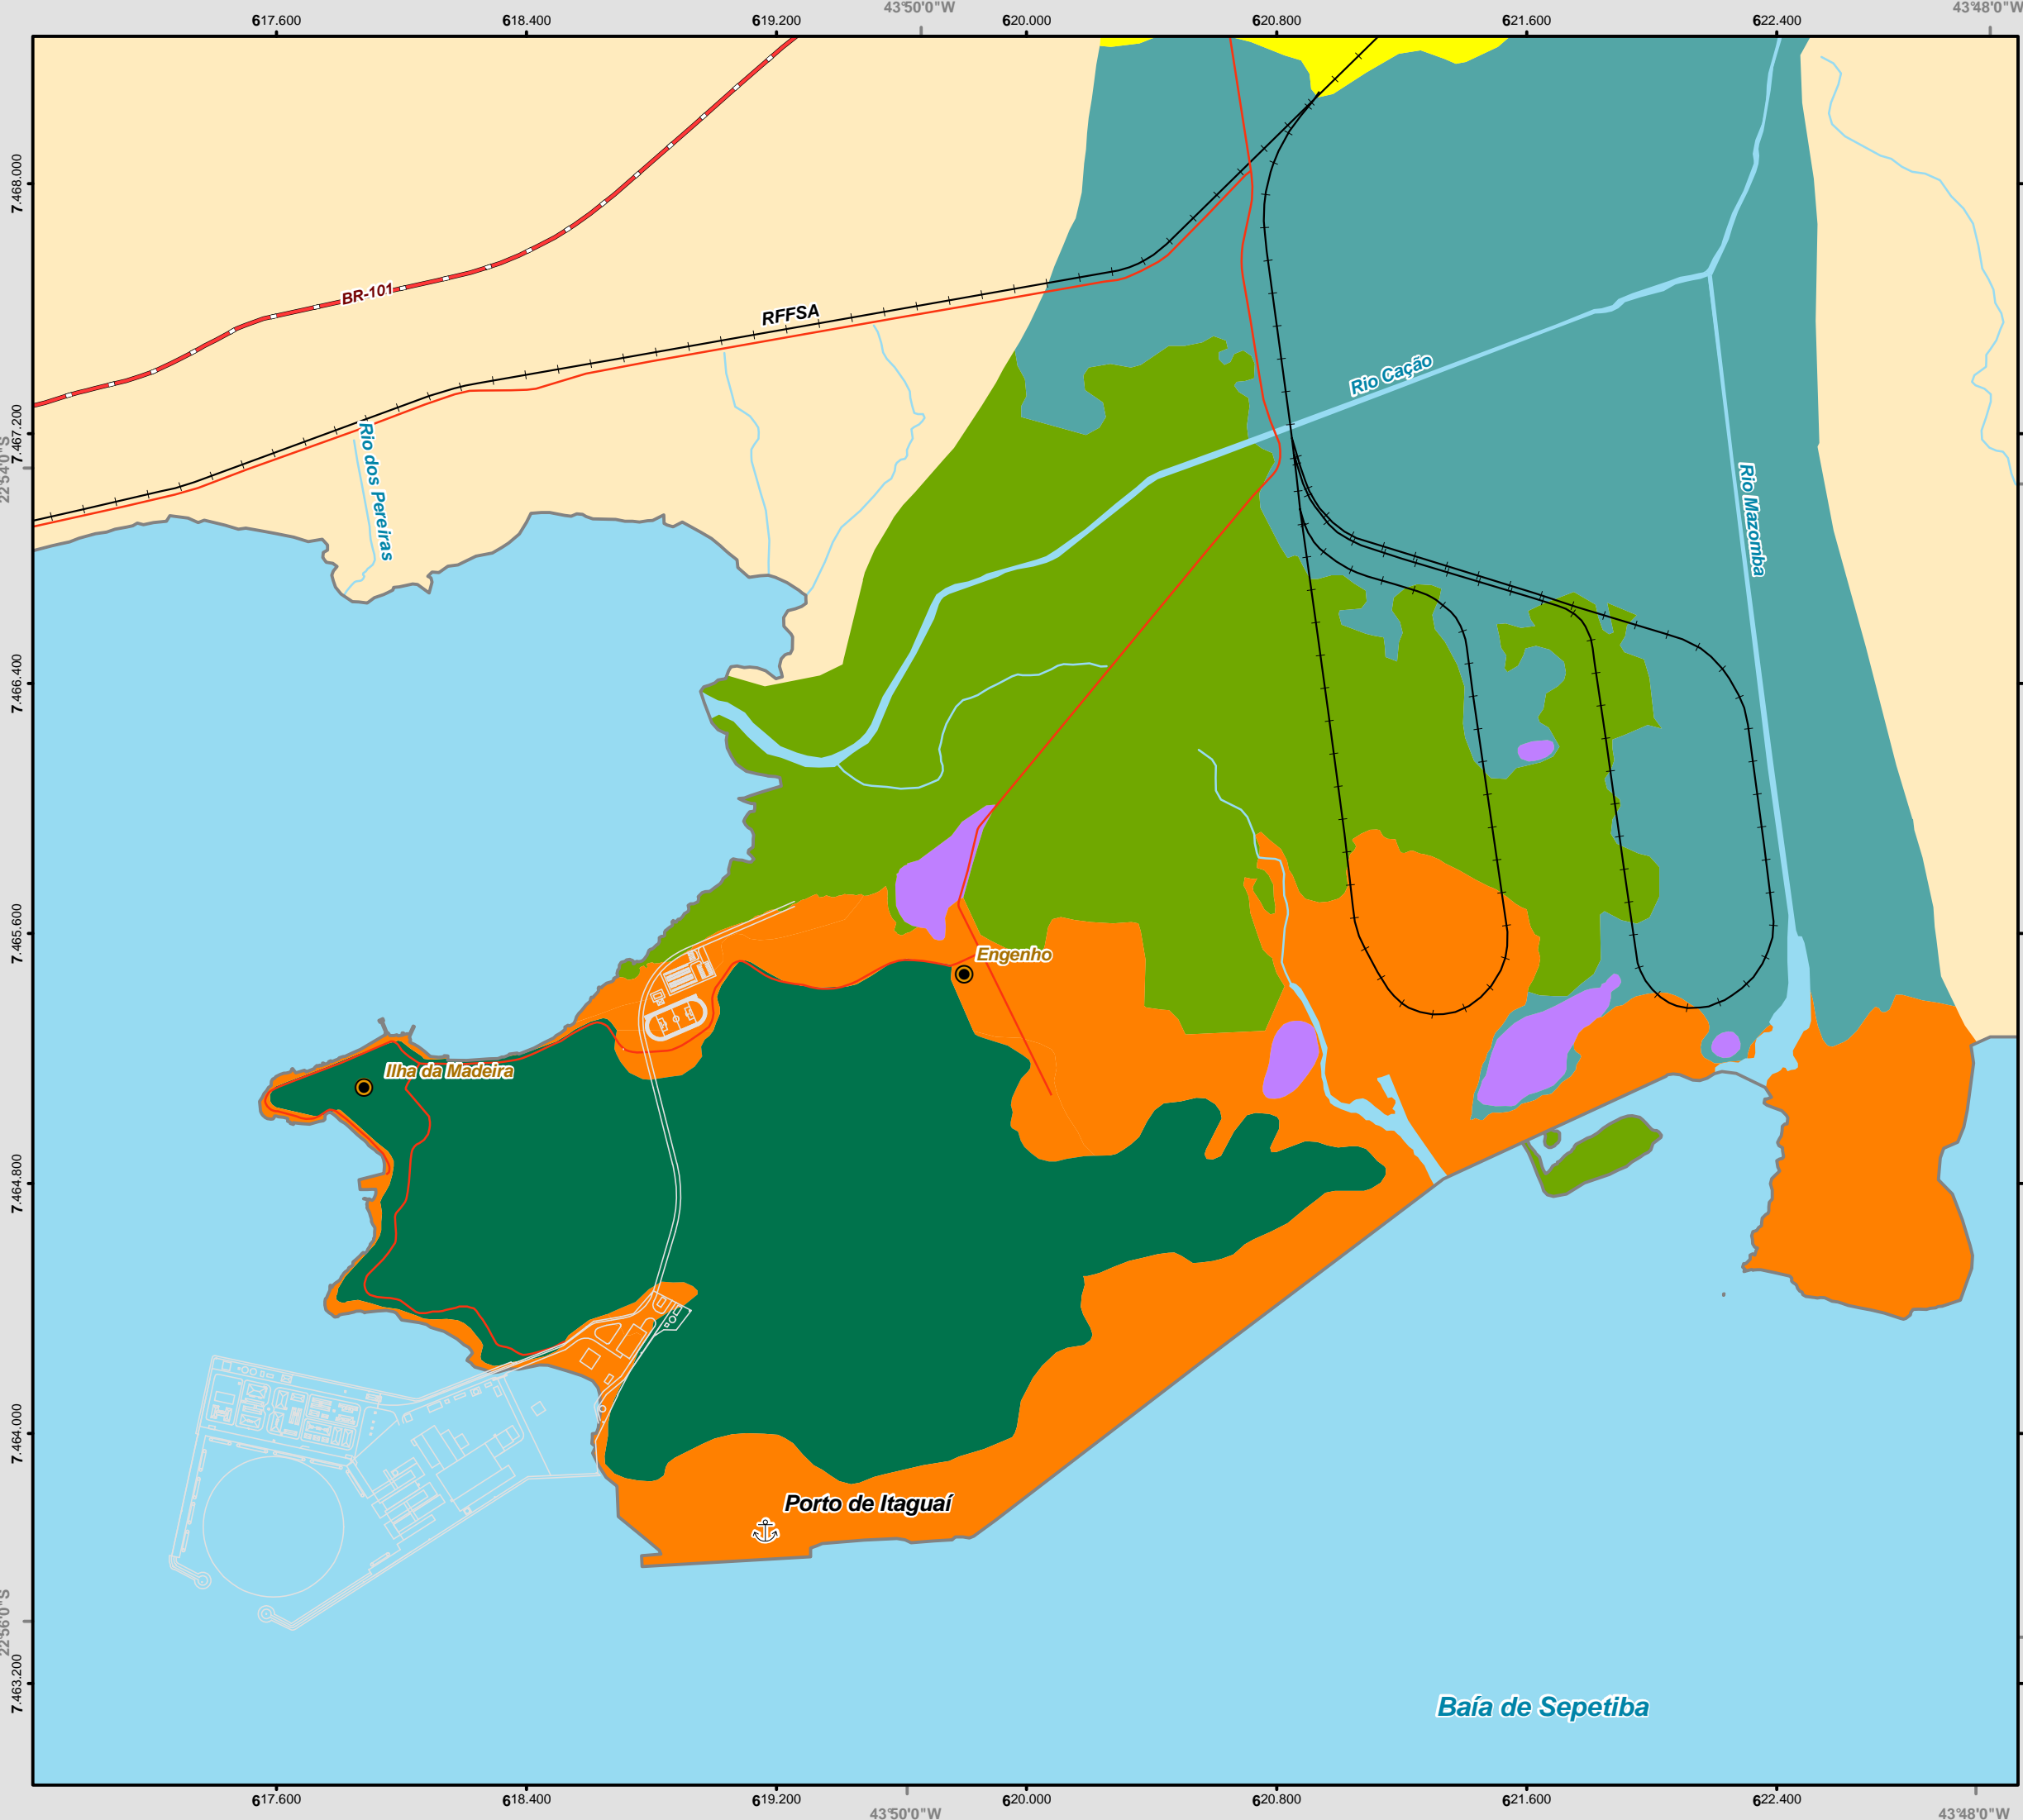 43°50'0"W
43°48'0"W
617.600
618.400
619.200
620.000
620.800
621.600
622.400
7.468.000
BR-101
RFFSA
Rio Cação
7.467.200
22°54'0"S
Rio dos Pereiras
Rio Mazomba
7.466.400
7.465.600
Engenho
Ilha da Madeira
7.464.800
7.464.000
Porto de Itaguaí
22°56'0"S
7.463.200
Baía de Sepetiba
617.600
618.400
619.200
620.000
620.800
621.600
622.400
43°50'0"W
43°48'0"W